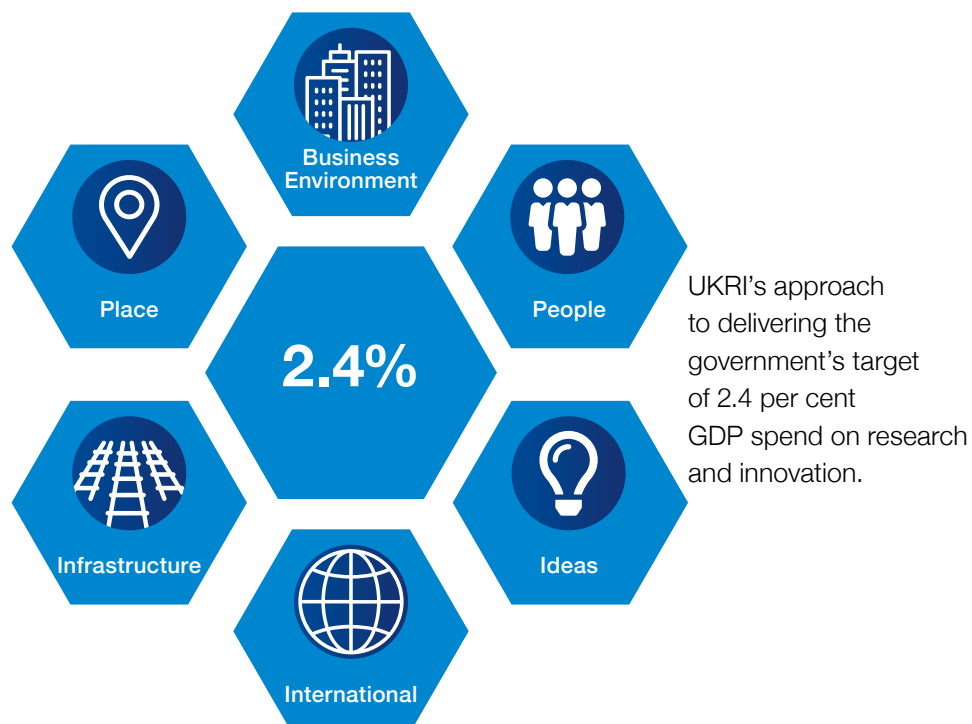 Business
Environment
Place
People
2.4%
Infrastructure
Ideas
International
UKRI’s approach
to delivering the
government’s target
of 2.4 per cent
GDP spend on research
and innovation.